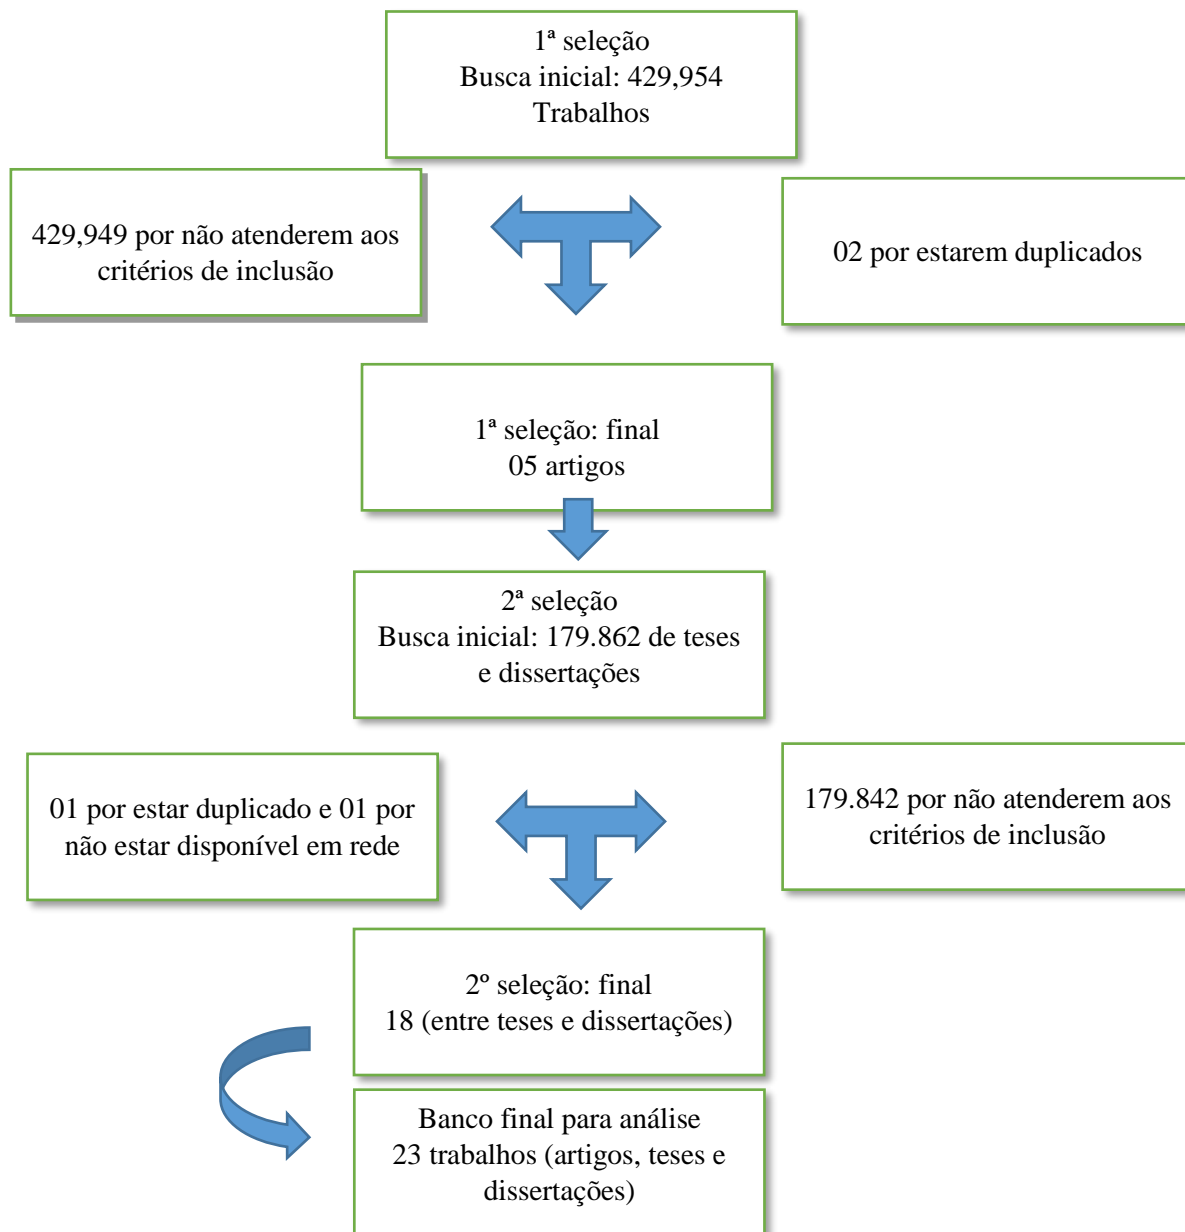 1ª seleção
Busca inicial: 429,954
Trabalhos
429,949 por não atenderem aos
critérios de inclusão
02 por estarem duplicados
1ª seleção: final
05 artigos
2ª seleção
Busca inicial: 179.862 de teses
e dissertações
01 por estar duplicado e 01 por
não estar disponível em rede
179.842 por não atenderem aos
critérios de inclusão
2º seleção: final
18 (entre teses e dissertações)
Banco final para análise
23 trabalhos (artigos, teses e
dissertações)